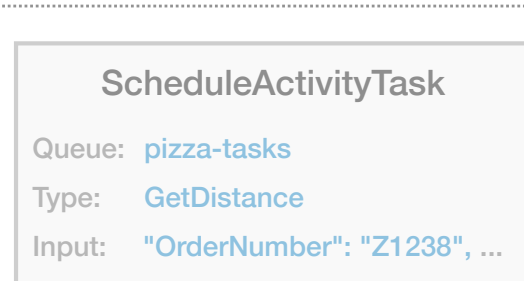 ScheduleActivityTask
Queue: pizza-tasks
Type: GetDistance
Input: "OrderNumber": "Z1238", ...